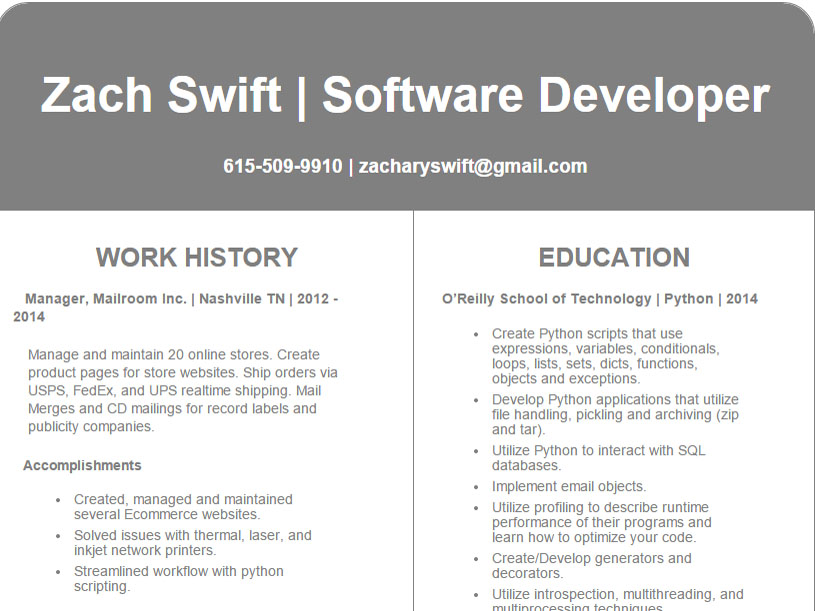 Zach Swift | Software Developer
615-509-9910 | zacharyswift@gmail.com
WORK HISTORY
Manager, Mailroom Inc. | Nashville TN | 2012 -
2014
Manage and maintain 20 online stores. Create
product pages for store websites. Ship orders via
USPS, FedEx, and UPS realtime shipping. Mail
Merges and CD mailings for record labels and
publicity companies.
Accomplishments
• Created, managed and maintained
several Ecommerce websites.
• Solved issues with thermal, laser, and
inkjet network printers.
• Streamlined workflow with python
scripting.
EDUCATION
O'Reilly School of Technology | Python | 2014
• Create Python scripts that use
expressions, variables, conditionals,
loops, lists, sets, dicts, functions,
objects and exceptions.
• Develop Python applications that utilize
file handling, pickling and archiving (zip
and tar).
• Utilize Python to interact with SQL
databases.
• Implement email objects.
• Utilize profiling to describe runtime
performance of their programs and
learn how to optimize your code.
• Create/Develop generators and
decorators.
• Utilize introspection, multithreading, and
multiprocessing techniques